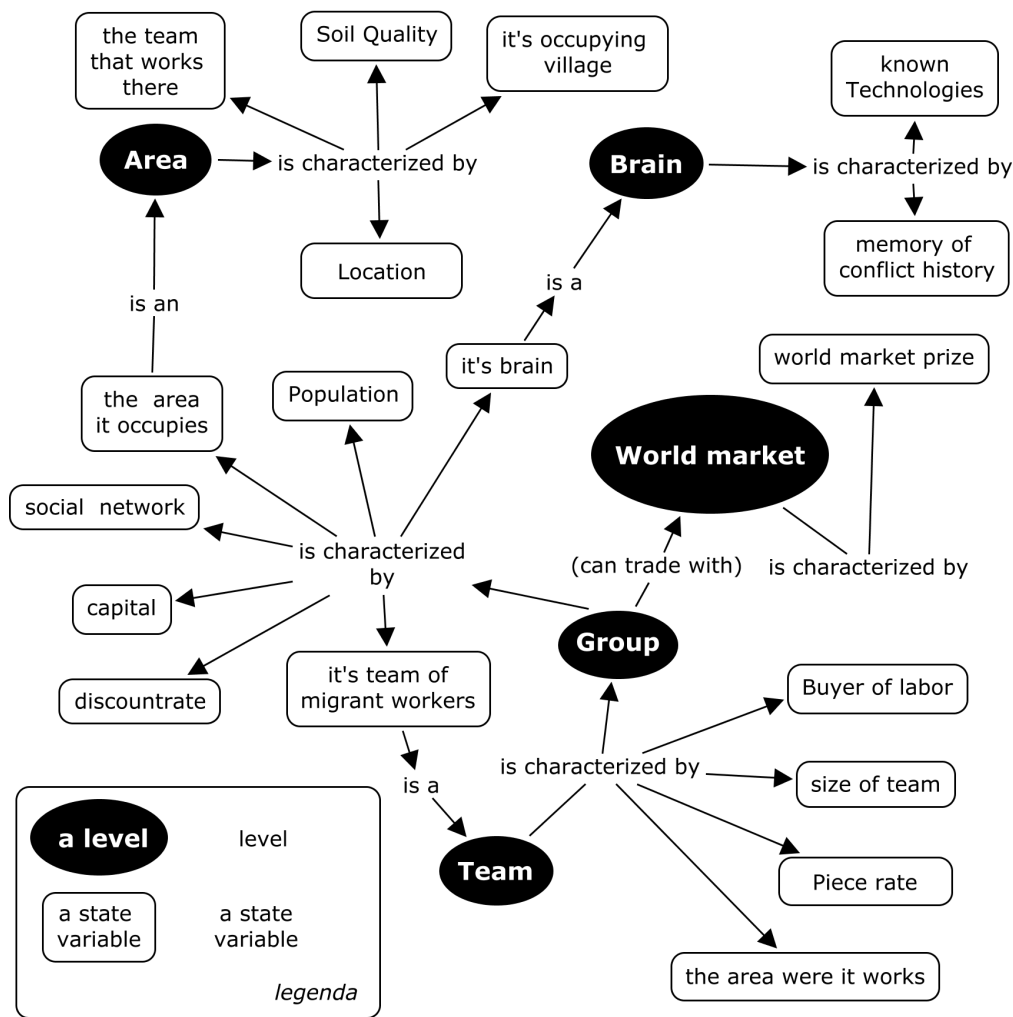 the team
that works
there
Soil Quality
it's occupying
village
known
Technologies
Area
is characterized by
Brain
is characterized by
memory of
conflict history
Location
is an
is a
it's brain
world market prize
Population
the area
it occupies
World market
social network
is characterized
by
(can trade with)
is characterized by
capital
Group
it's team of
migrant workers
discountrate
Buyer of labor
is characterized by
size of team
is a
Team
Piece rate
the area were it works
a level
level
a state
variable
a state
variable
legenda